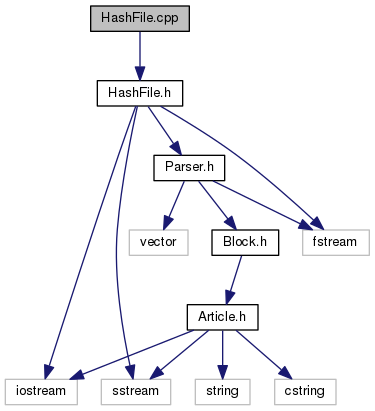 HashFile.cpp
HashFile.h
Parser.h
vector
Block.h
fstream
Article.h
iostream
sstream
string
cstring